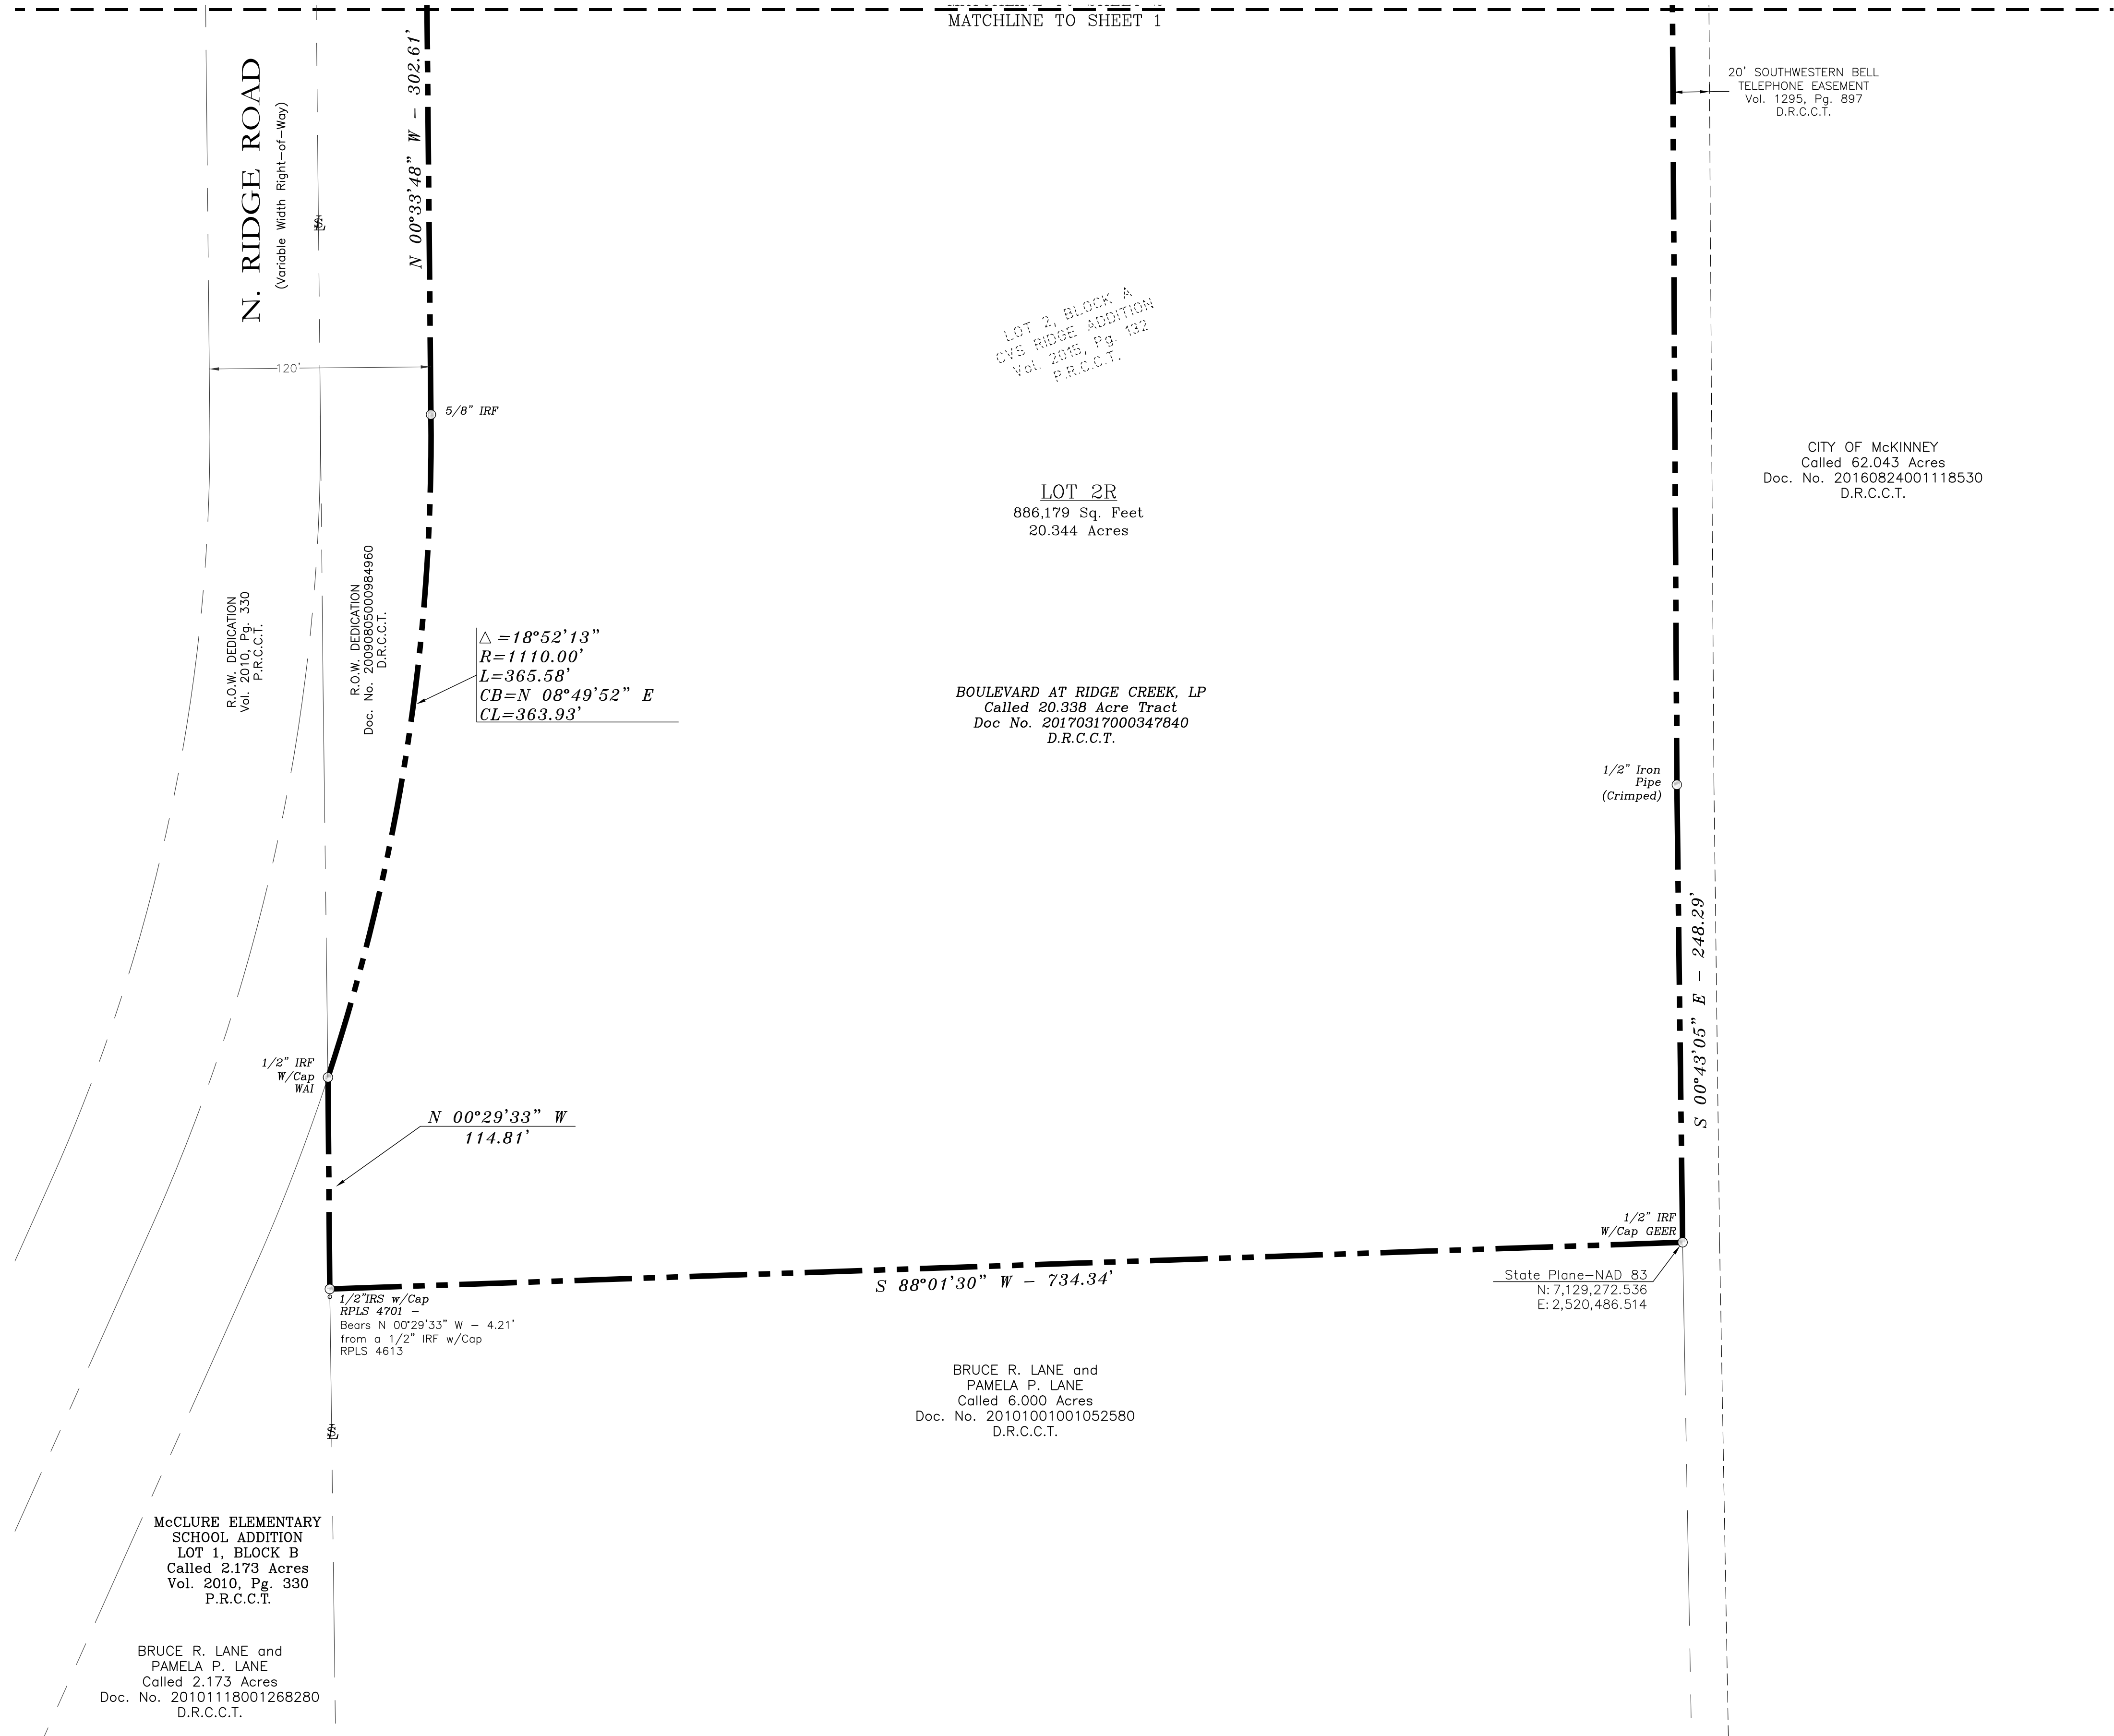 MATCHLINE TO SHEET 1
N. RIDGE ROAD
(Variable Width Right-of-Way)
N 00°33'48" W - 302.61'
20' SOUTHWESTERN BELL
TELEPHONE EASEMENT
Vol. 1295, Pg. 897
D.R.C.C.T.
LOT 2, BLOCK A
CVS RIDGE ADDITION
Vol. 2015, Pg. 132
P.R.C.C.T.
120'
5/8" IRF
CITY OF McKINNEY
Called 62.043 Acres
Doc. No. 20160824001118530
D.R.C.C.T.
LOT 2R
886,179 Sq. Feet
20.344 Acres
R.O.W. DEDICATION
Vol. 2010, Pg. 330
P.R.C.C.T.
R.O.W. DEDICATION
Doc. No. 20090805000984960
D.R.C.C.T.
△ =18°52'13"
R=1110.00'
L=365.58'
CB=N 08°49'52" E
CL=363.93'
BOULEVARD AT RIDGE CREEK, LP
Called 20.338 Acre Tract
Doc No. 20170317000347840
D.R.C.C.T.
1/2" Iron
Pipe
(Crimped)
S 00°43'05" E - 248.29'
1/2" IRF
W/Cap
WAI
N 00°29'33" W
114.81'
1/2" IRF
W/Cap GEER
State Plane-NAD 83
N: 7,129,272.536
E: 2,520,486.514
S 88°01'30" W - 734.34'
1/2"IRS w/Cap
RPLS 4701 -
Bears N 00°29'33" W - 4.21'
from a 1/2" IRF w/Cap
RPLS 4613
BRUCE R. LANE and
PAMELA P. LANE
Called 6.000 Acres
Doc. No. 20101001001052580
D.R.C.C.T.
McCLURE ELEMENTARY
SCHOOL ADDITION
LOT 1, BLOCK B
Called 2.173 Acres
Vol. 2010, Pg. 330
P.R.C.C.T.
BRUCE R. LANE and
PAMELA P. LANE
Called 2.173 Acres
Doc. No. 20101118001268280
D.R.C.C.T.